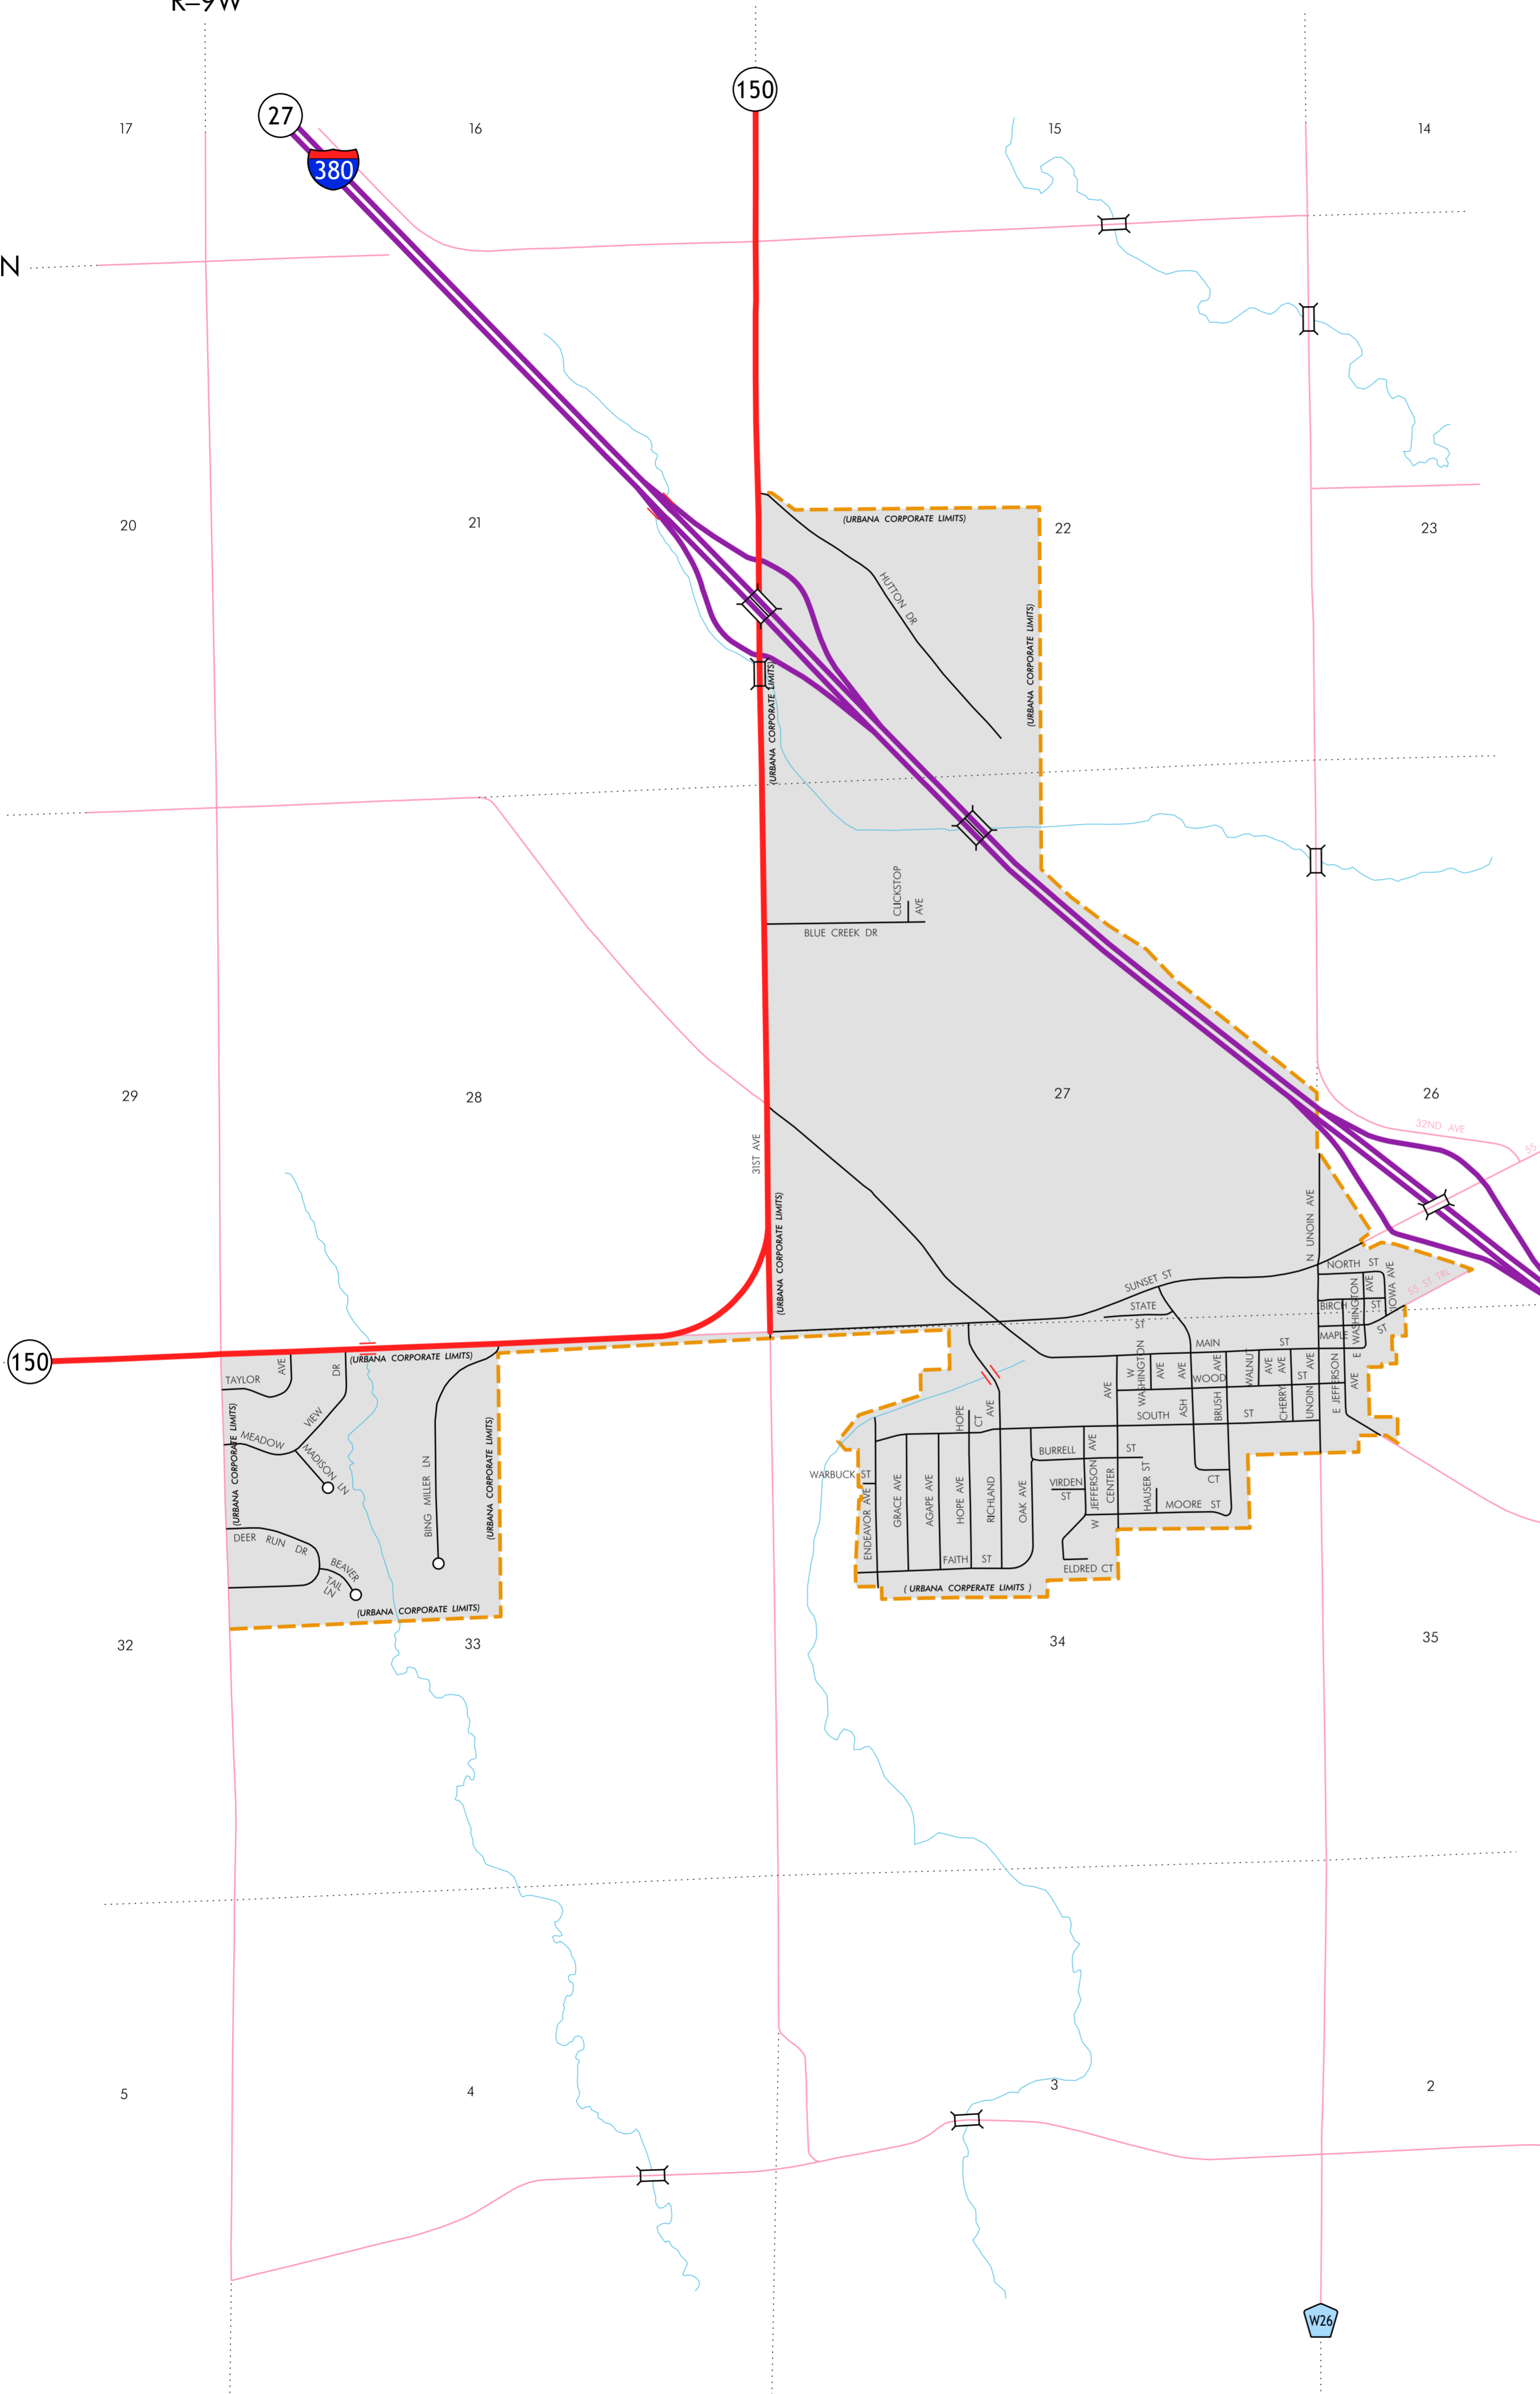 R–9W
150
27
17
16
15
14
380
N
(URBANA CORPORATE LIMITS)
20
21
22
23
HUTTON DR
(URBANA CORPORATE LIMITS)
(URBANA CORPORATE LIMITS)
CLICKSTOP
AVE
BLUE CREEK DR
29
28
27
26
32ND AVE
55
31ST AVE
(URBANA CORPORATE LIMITS)
N UNOIN AVE
NORTH ST
SUNSET ST
STATE
ST
AVE
IOWA AVE
55 ST TRL
BIRCH ST
E WASHINGTON
MAPLE ST
MAIN ST
150
(URBANA CORPORATE LIMITS)
TAYLOR
AVE
VIEW
DR
W
WASHINGTON
AVE
ASH
AVE
WOOD
ST
BRUSH
AVE
WALNUT
AVE
CHERRY
AVE
UNOIN
AVE
E JEFFERSON
AVE
(URBANA CORPORATE LIMITS)
MEADOW
MADISON
LN
BING MILLER LN
(URBANA CORPORATE LIMITS)
SOUTH ST
HOPE
CT
AVE
BURRELL ST
AVE
AVE
WARBUCK ST
VIRDEN
ST
W JEFFERSON
CENTER
HAUSER ST
CT
MOORE ST
ENDEAVOR AVE
GRACE AVE
AGAPE AVE
HOPE AVE
RICHLAND
OAK AVE
DEER RUN DR
BEAVER
TAIL
LN
FAITH ST
ELDRED CT
( URBANA CORPERATE LIMITS )
(URBANA CORPORATE LIMITS)
32
33
34
35
5
4
3
2
W26